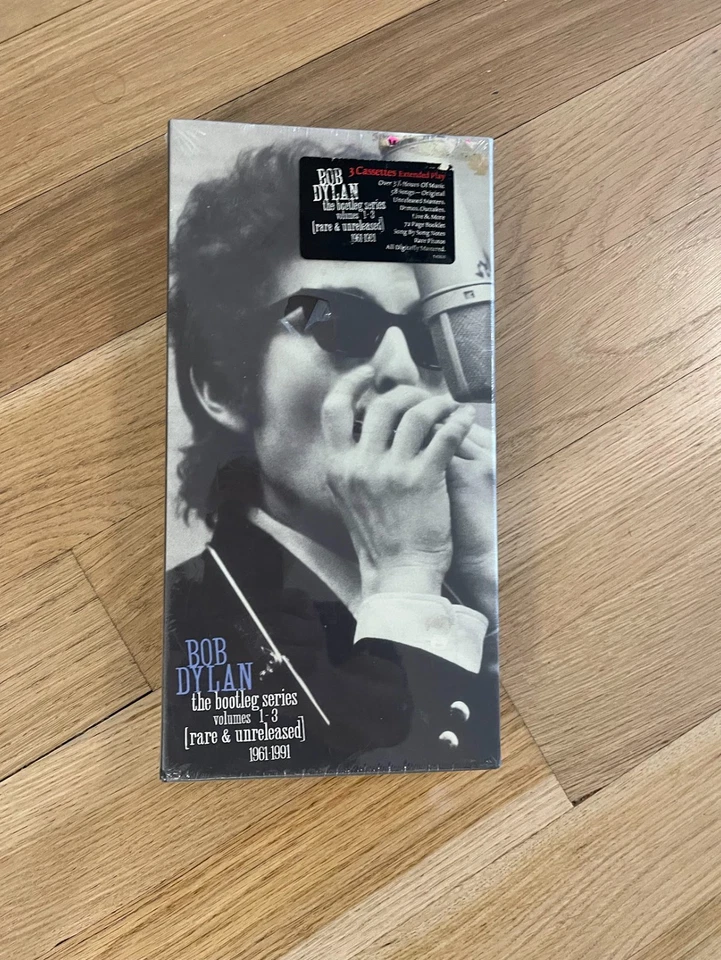 BOB
DYLAN
the bootleg series
volumes 1-3
[rare & unreleased]
1961-1991
3 Cassettes Extended Play
Over 3½ Hours Of Music
58 Songs—Original
Unreleased Masters,
Demos, Outtakes,
Live & More
72 Page Booklet
Song By Song Notes
Rare Photos
All Digitally Mastered.
BOB
DYLAN
the bootleg series
volumes 1-3
[rare & unreleased]
1961-1991